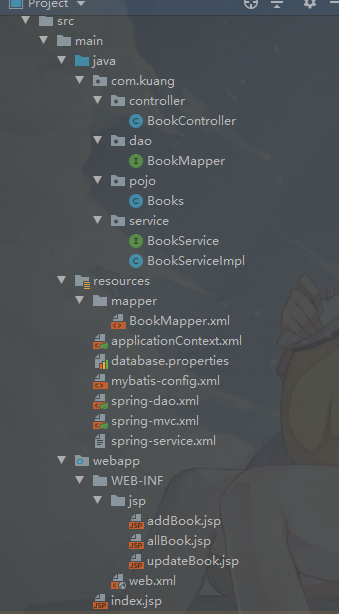 Project
src
main
java
com.kuang
controller
BookController
dao
BookMapper
pojo
Books
service
BookService
BookServiceImpl
resources
mapper
BookMapper.xml
applicationContext.xml
database.properties
mybatis-config.xml
spring-dao.xml
spring-mvc.xml
spring-service.xml
webapp
WEB-INF
jsp
addBook.jsp
allBook.jsp
updateBook.jsp
web.xml
index.jsp